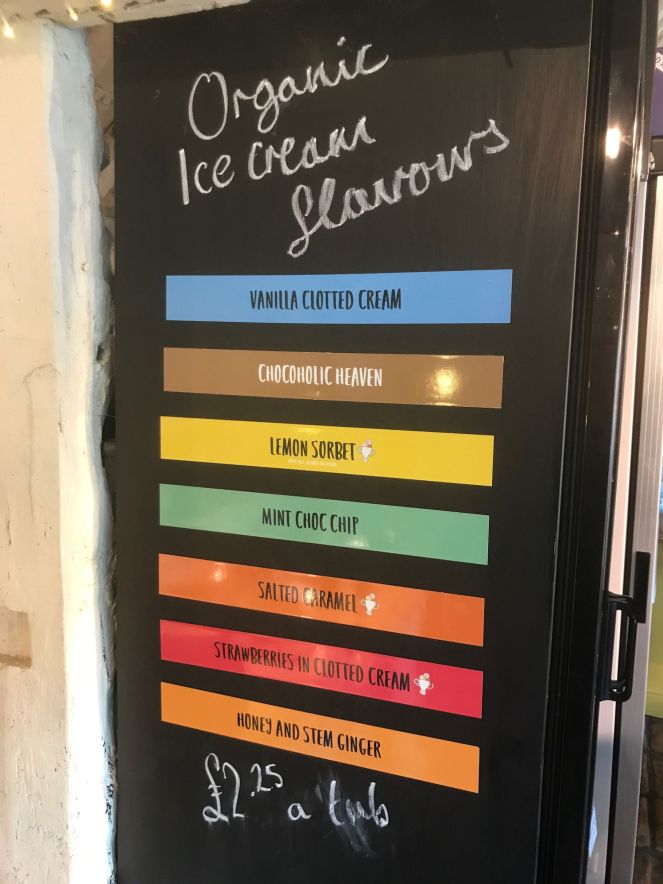 Organic
Ice cream
flavours
VANILLA CLOTTED CREAM
CHOCOHOLIC HEAVEN
LEMON SORBET
MINT CHOC CHIP
SALTED CARAMEL
STRAWBERRIES IN CLOTTED CREAM
HONEY AND STEM GINGER
£2.25 a tub